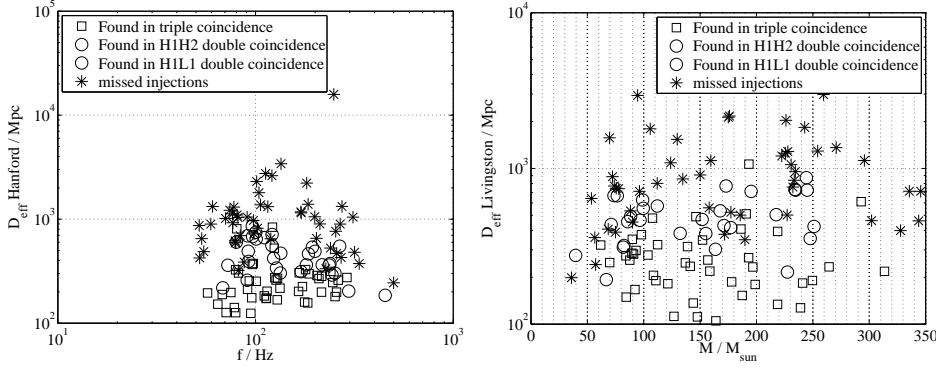 Found in triple coincidence
Found in H1H2 double coincidence
Found in H1L1 double coincidence
missed injections
10^5
10^4
10^3
10^2
D_eff Hanford / Mpc
10^1
10^2
10^3
f / Hz
Found in triple coincidence
Found in H1H2 double coincidence
Found in H1L1 double coincidence
missed injections
10^4
10^3
10^2
D_eff Livingston / Mpc
0
50
100
150
200
250
300
350
M / M_sun